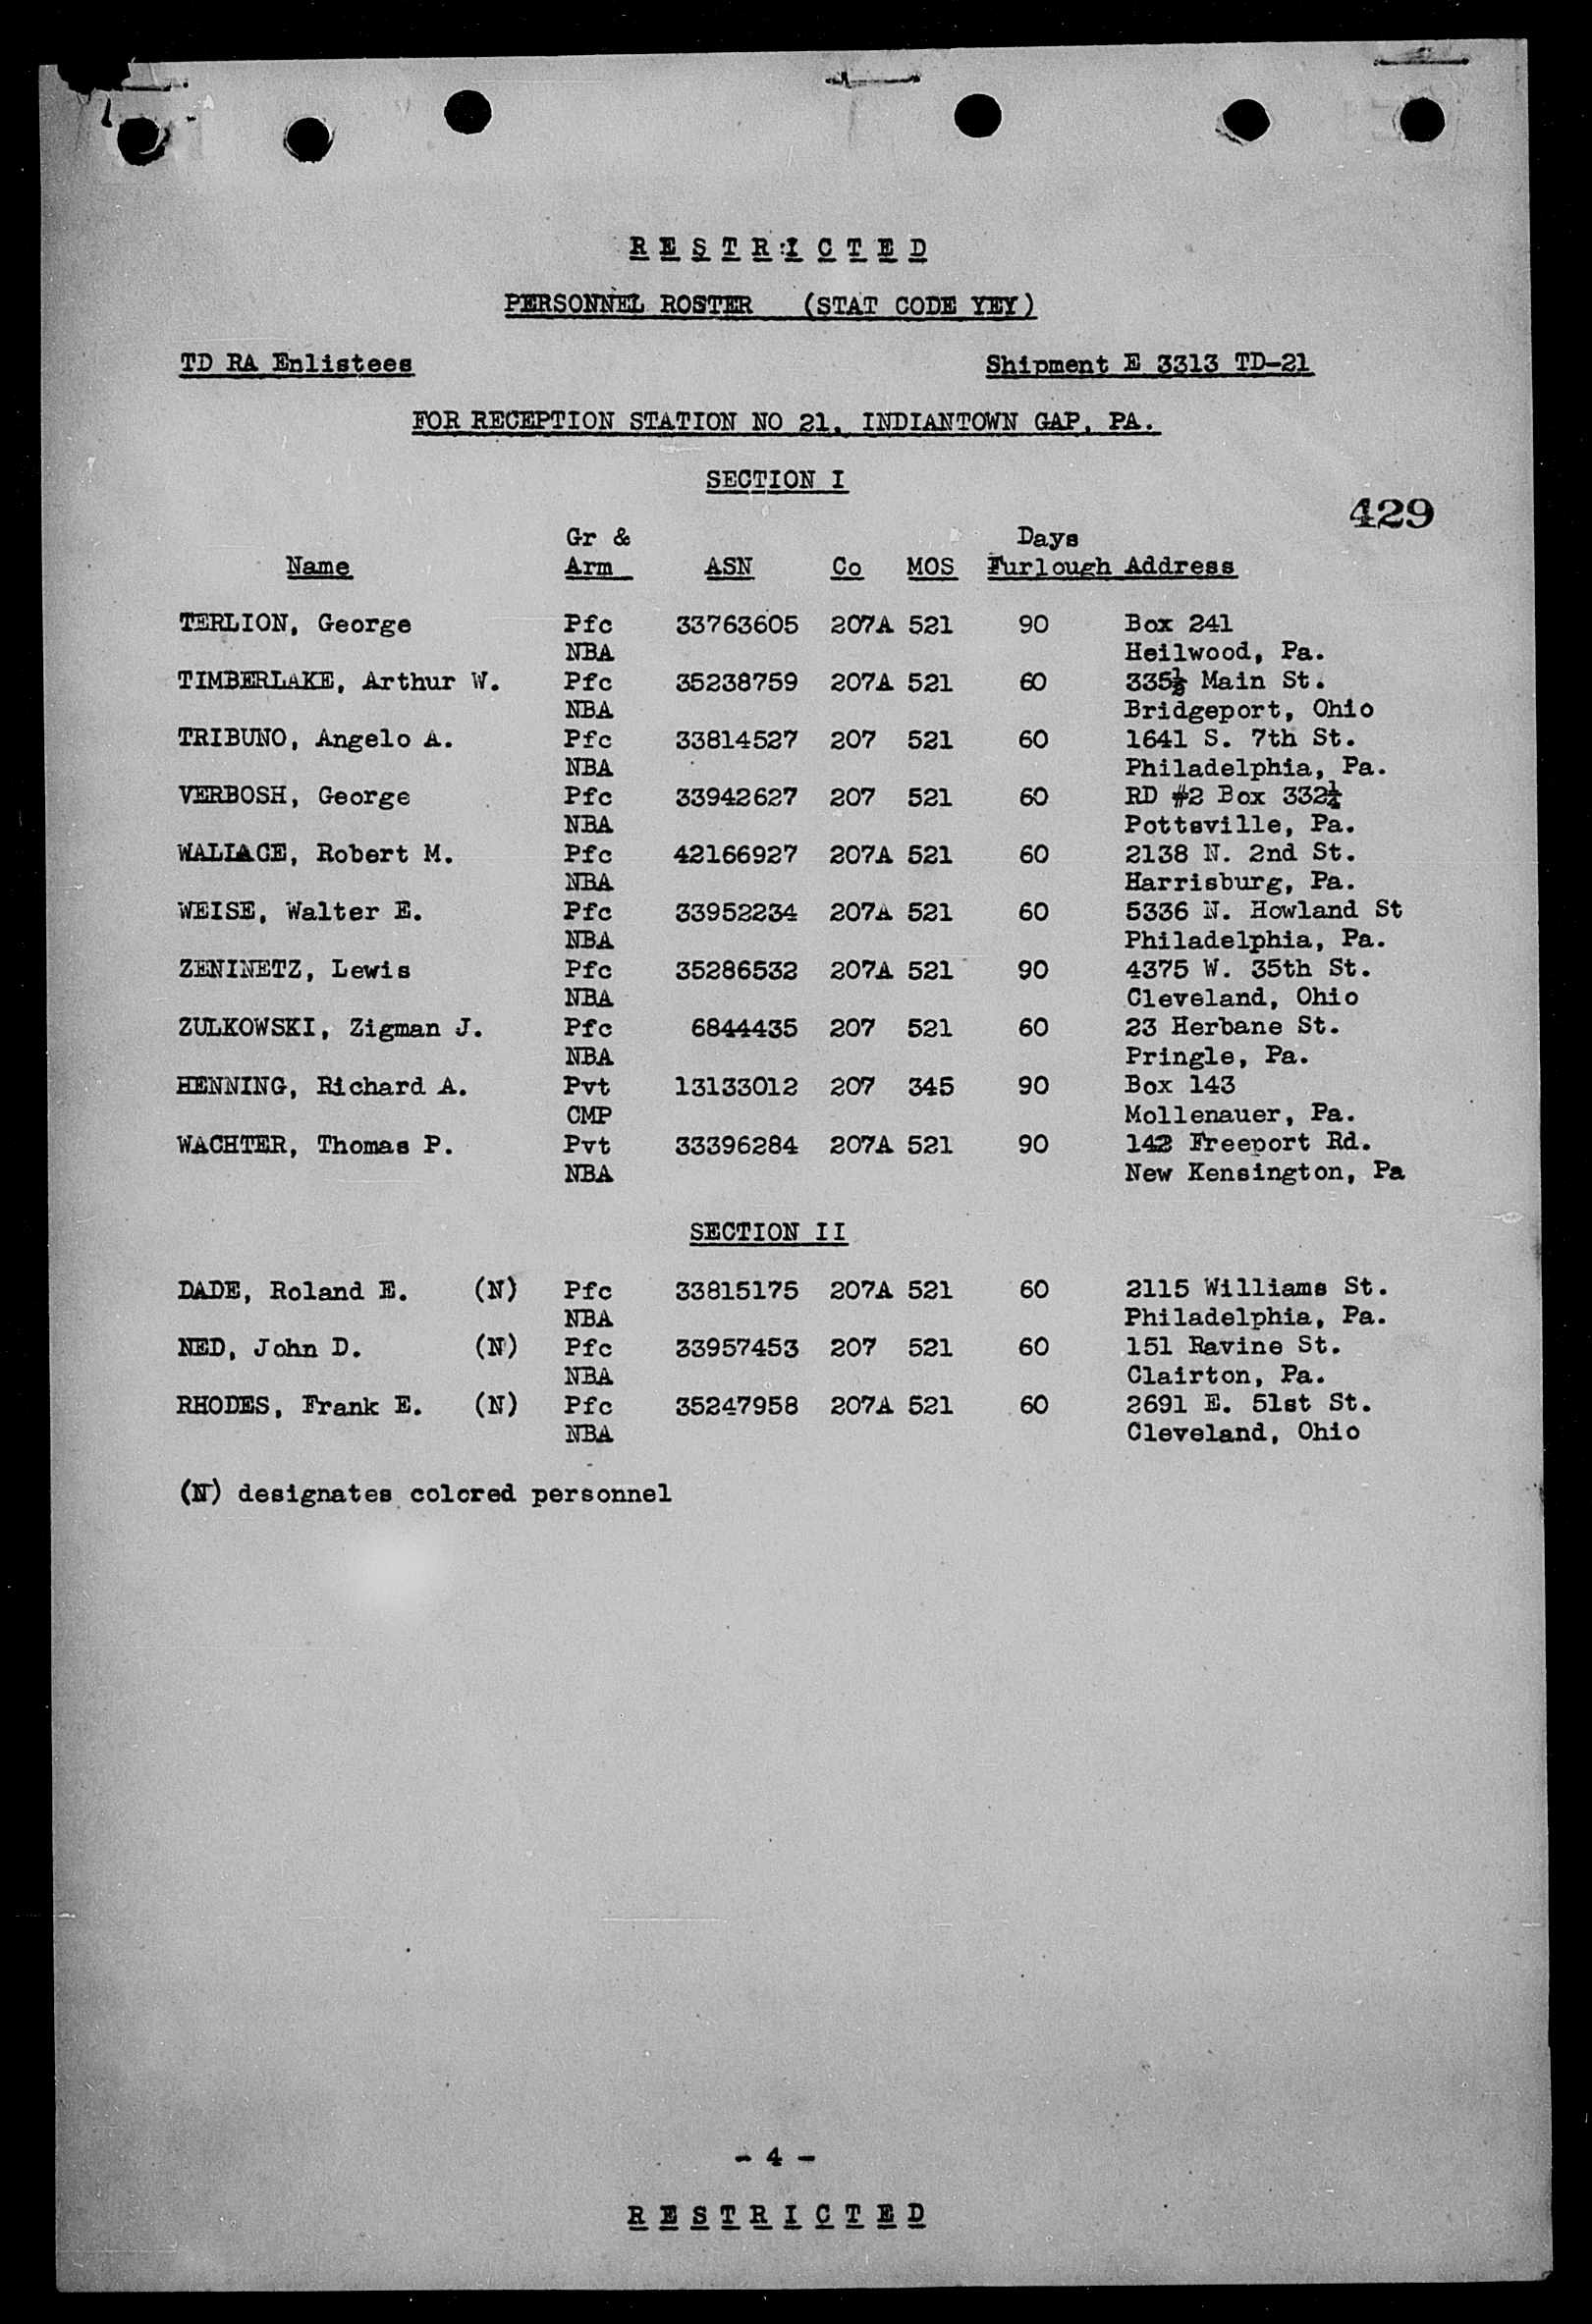 R E S T R I C T E D
PERSONNEL ROSTER (STAT CODE YEY)
TD RA Enlistees Shipment E 3313 TD-21
FOR RECEPTION STATION NO 21, INDIANTOWN GAP, PA.
SECTION I
429
Gr & Days
Name Arm ASN Co MOS Furlough Address
TERLION, George Pfc 33763605 207A 521 90 Box 241
NBA Heilwood, Pa.
TIMBERLAKE, Arthur W. Pfc 35238759 207A 521 60 335½ Main St.
NBA Bridgeport, Ohio
TRIBUNO, Angelo A. Pfc 33814527 207 521 60 1641 S. 7th St.
NBA Philadelphia, Pa.
VERBOSH, George Pfc 33942627 207 521 60 RD #2 Box 332¼
NBA Pottsville, Pa.
WALLACE, Robert M. Pfc 42166927 207A 521 60 2138 N. 2nd St.
NBA Harrisburg, Pa.
WEISE, Walter E. Pfc 33952234 207A 521 60 5336 N. Howland St
NBA Philadelphia, Pa.
ZENINETZ, Lewis Pfc 35286532 207A 521 90 4375 W. 35th St.
NBA Cleveland, Ohio
ZULKOWSKI, Zigman J. Pfc 6844435 207 521 60 23 Herbane St.
NBA Pringle, Pa.
HENNING, Richard A. Pvt 13133012 207 345 90 Box 143
CMP Mollenauer, Pa.
WACHTER, Thomas P. Pvt 33396284 207A 521 90 142 Freeport Rd.
NBA New Kensington, Pa
SECTION II
DADE, Roland E. (N) Pfc 33815175 207A 521 60 2115 Williams St.
NBA Philadelphia, Pa.
NED, John D. (N) Pfc 33957453 207 521 60 151 Ravine St.
NBA Clairton, Pa.
RHODES, Frank E. (N) Pfc 35247958 207A 521 60 2691 E. 51st St.
NBA Cleveland, Ohio
(N) designates colored personnel
- 4 -
R E S T R I C T E D